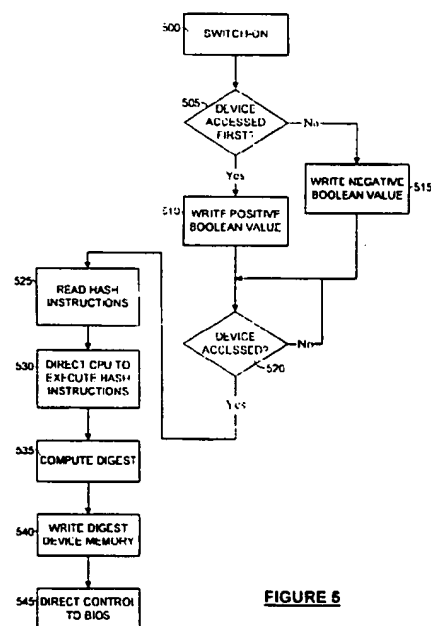 500
SWITCH-ON
505
DEVICE
ACCESSED
FIRST?
No
Yes
510
WRITE POSITIVE
BOOLEAN VALUE
WRITE NEGATIVE
BOOLEAN VALUE
515
525
READ HASH
INSTRUCTIONS
DEVICE
ACCESSED?
No
520
Yes
530
DIRECT CPU TO
EXECUTE HASH
INSTRUCTIONS
535
COMPUTE DIGEST
540
WRITE DIGEST
DEVICE MEMORY
545
DIRECT CONTROL
TO BIOS
FIGURE 5